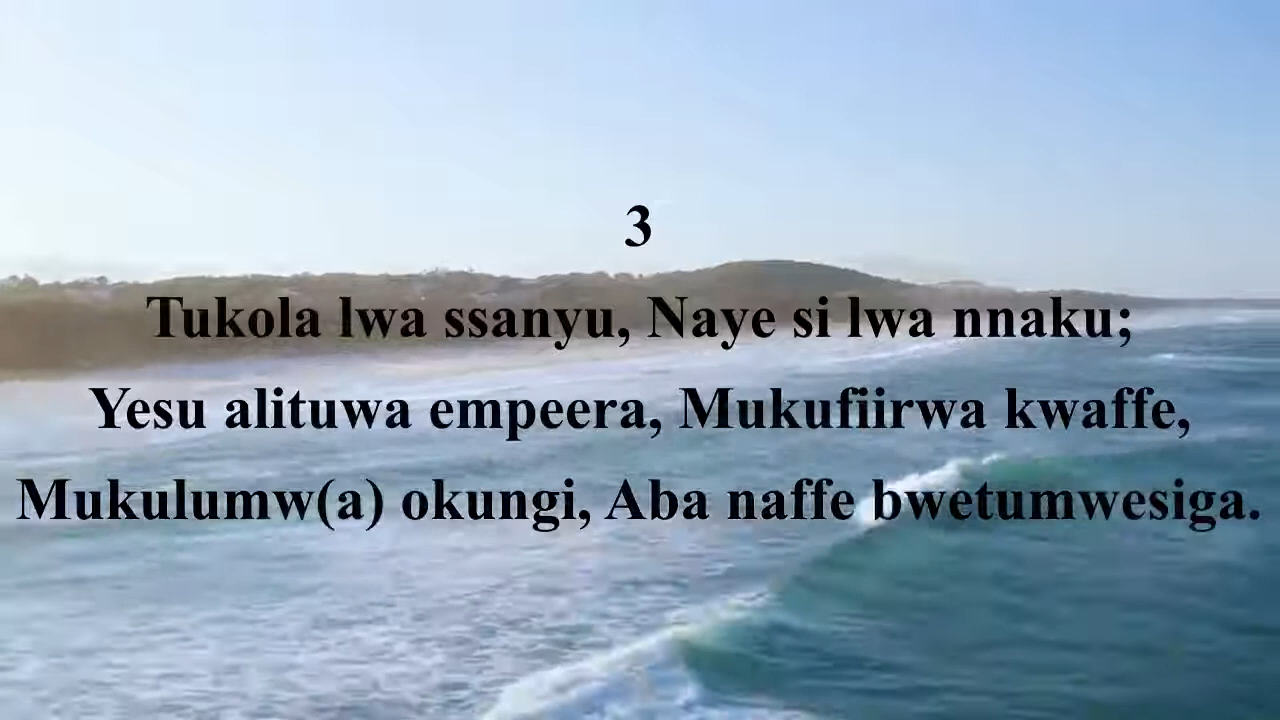 3
Tukola lwa ssanyu, Naye si lwa nnaku;
Yesu alituwa empeera, Mukufiirwa kwaffe,
Mukulumw(a) okungi, Aba naffe bwetumwesiga.